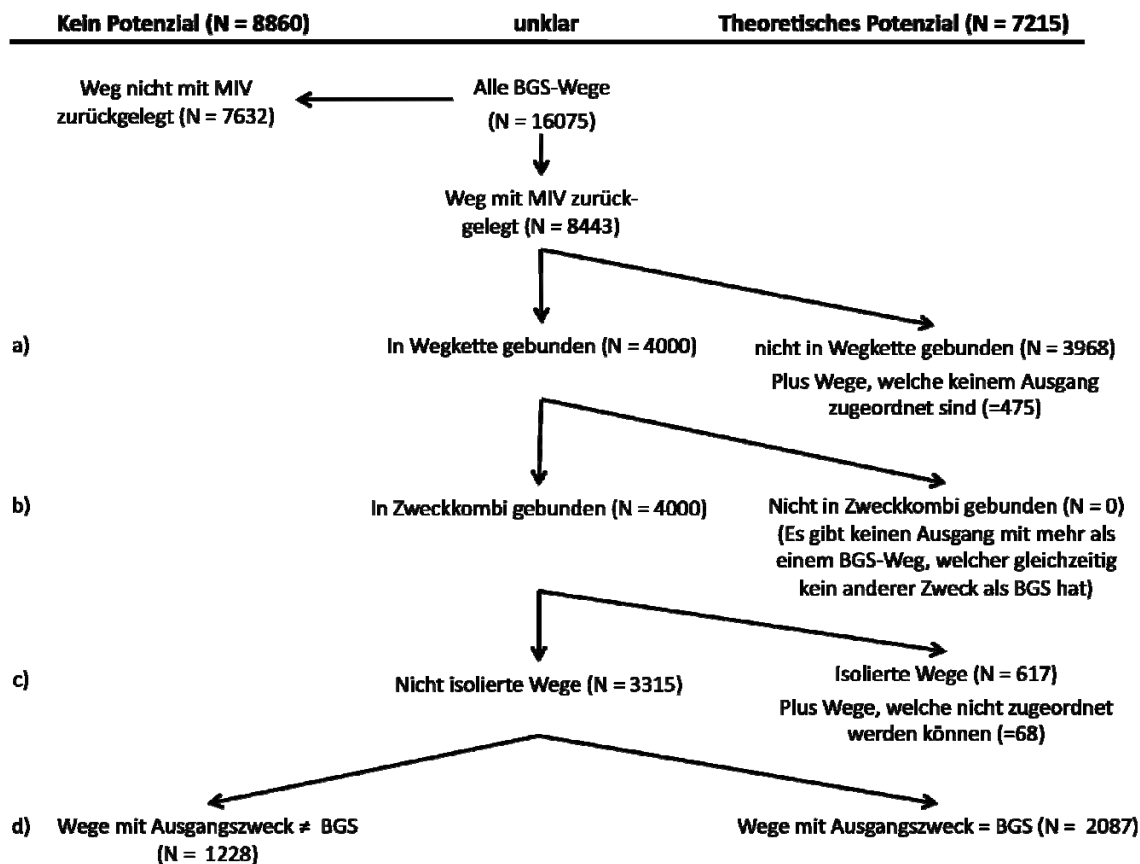 Kein Potenzial (N = 8860) unklar Theoretisches Potenzial (N = 7215)
Weg nicht mit MIV
zurückgelegt (N = 7632)
Alle BGS-Wege
(N = 16075)
Weg mit MIV zurück-
gelegt (N = 8443)
a) In Wegkette gebunden (N = 4000) nicht in Wegkette gebunden (N = 3968)
Plus Wege, welche keinem Ausgang
zugeordnet sind (=475)
b) In Zweckkombi gebunden (N = 4000) Nicht in Zweckkombi gebunden (N = 0)
(Es gibt keinen Ausgang mit mehr als
einem BGS-Weg, welcher gleichzeitig
kein anderer Zweck als BGS hat)
c) Nicht isolierte Wege (N = 3315) Isolierte Wege (N = 617)
Plus Wege, welche nicht zugeordnet
werden können (=68)
d) Wege mit Ausgangszweck ≠ BGS
(N = 1228)
Wege mit Ausgangszweck = BGS (N = 2087)